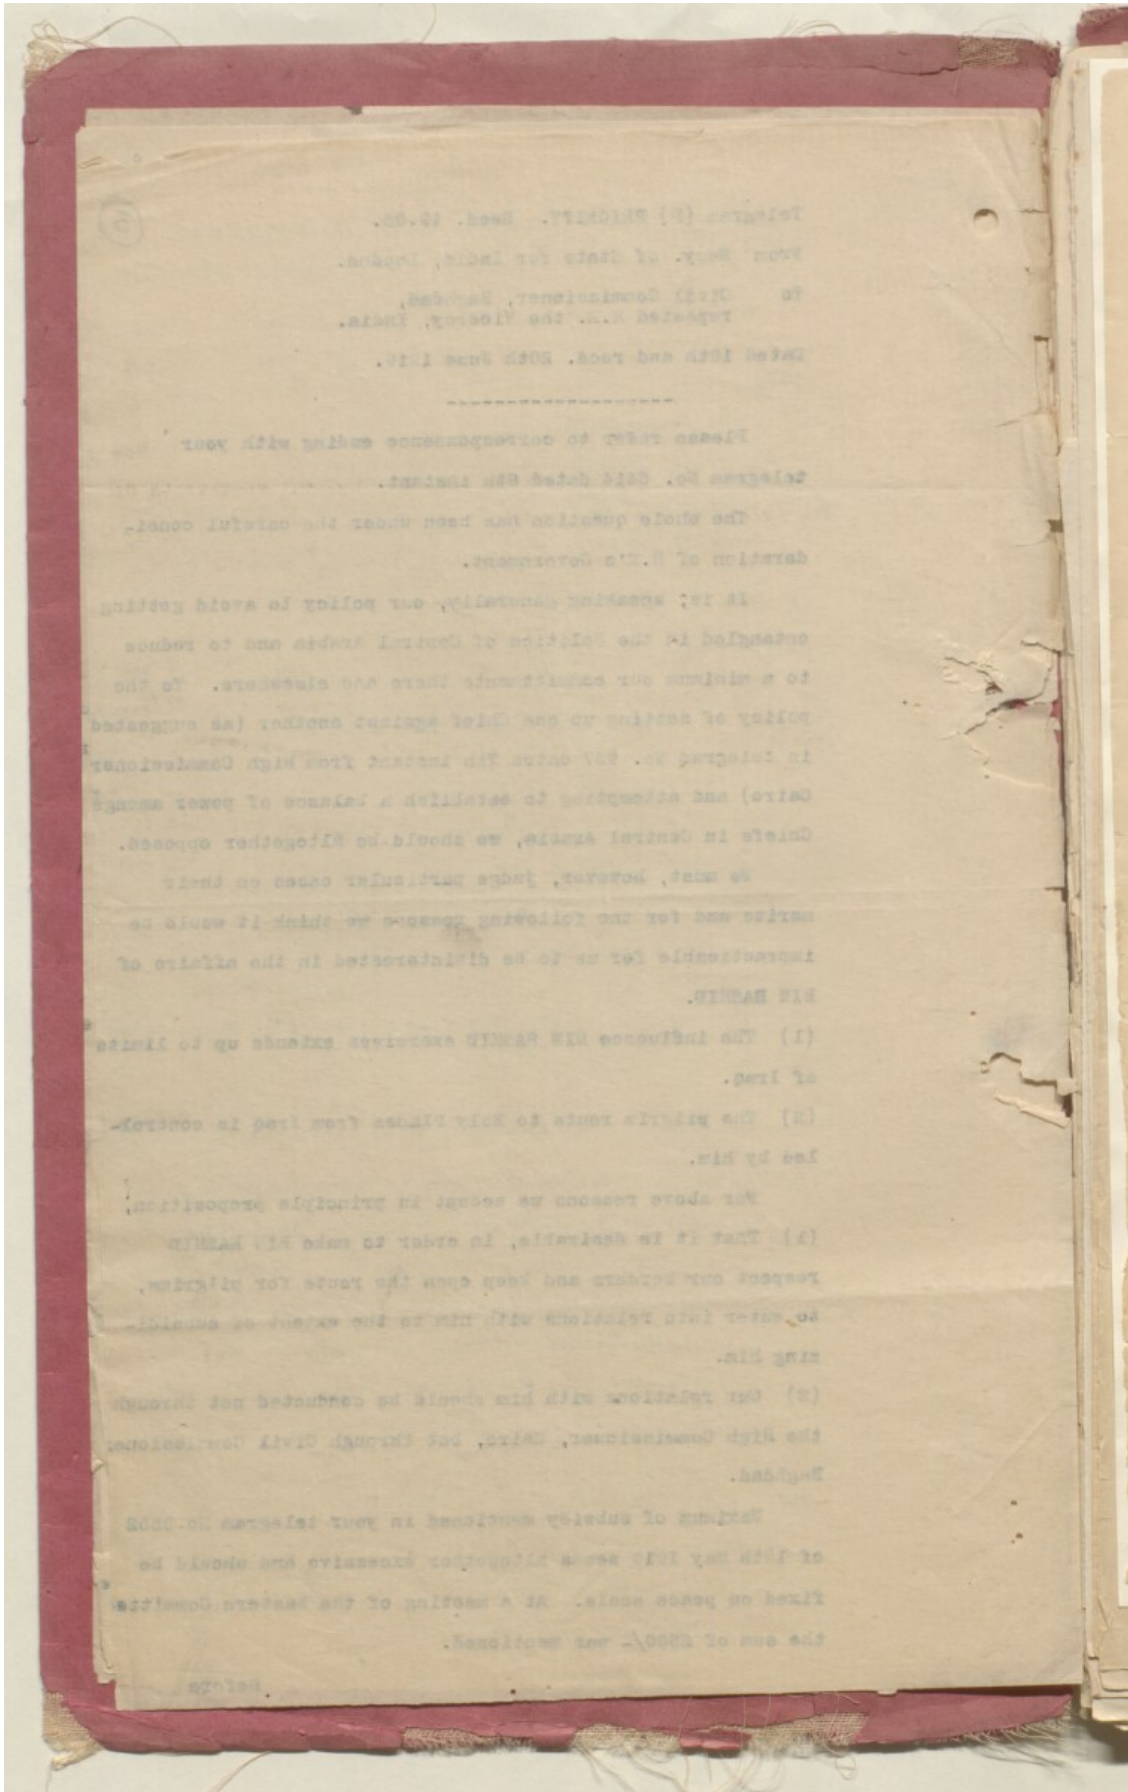 Telegram (P) PRIORITY. Recd. 19.05.
From Secy. of State for India, London.
To Civil Commissioner, Baghdad,
repeated H.E. the Viceroy, India.
Dated 18th and recd. 20th June 1919.
-------------------
Please refer to correspondence ending with your
telegram No. dated 8th instant.
The whole question has been under the careful consi-
deration of H.M's Government.
It is, speaking generally, our policy to avoid getting
entangled in the Politics of Central Arabia and to reduce
to a minimum our commitments there and elsewhere. To the
policy of setting up one Chief against another (as suggested
in telegram No. dated 7th instant from High Commissioner
Cairo) and attempting to establish a balance of power amongs
Chiefs in Central Arabia, we should be altogether opposed.
We must, however, judge particular cases on their
merits and for the following reasons we think it would be
impracticable for us to be disinterested in the affairs of
BIN RASHID.
(1) The influence BIN RASHID exercises extends up to limits
of Iraq.
(2) The pilgrim route to Holy Places from Iraq is control-
led by him.
For above reasons we accept in principle proposition,
(1) That it is desirable, in order to make BIN RASHID
respect our borders and keep open the route for pilgrims,
to enter into relations with him to the extent of subsidi-
sing him.
(2) Our relations with him should be conducted not through
the High Commissioner, Cairo, but through Civil Commissione
Baghdad.
Maximum of subsidy mentioned in your telegram No.
of May 1919 seems altogether excessive and should be
fixed on peace scale. At a meeting of the Eastern Committe
the sum of was mentioned.
Before